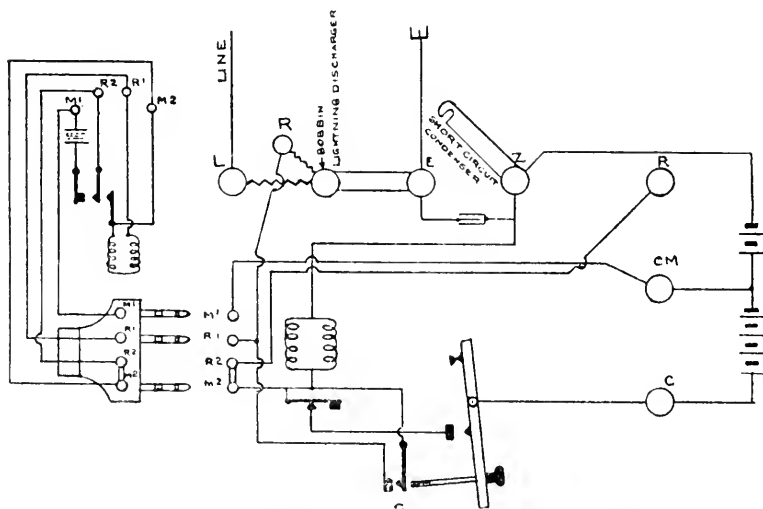 LINE
E
BOBBIN
LIGHTNING DISCHARGER
SHORT CIRCUIT
CONDENSER
M1
R2
R1
M2
L
R
E
Z
R
CM
C
M1
R1
R2
M2
M1
R1
R2
M2